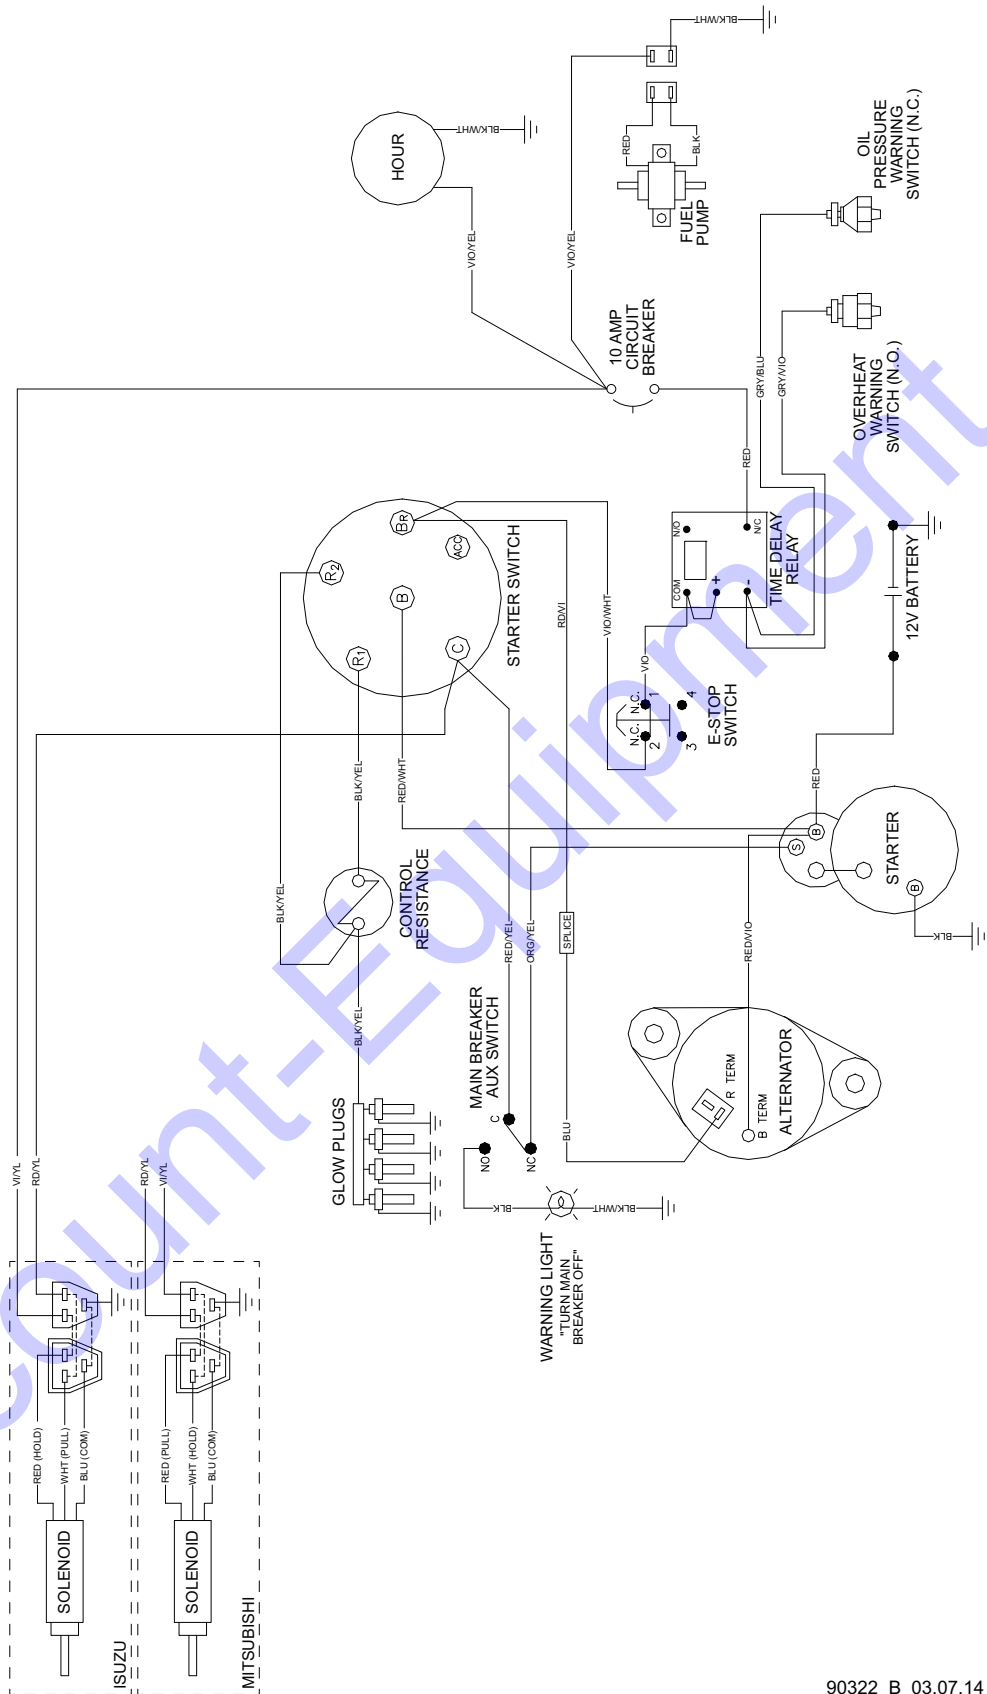 BLK/WHT
HOUR
BLK/WHT
VIO/YEL
VIO/YEL
RED
BLK
FUEL
PUMP
OIL
PRESSURE
WARNING
SWITCH (N.C.)
10 AMP
CIRCUIT
BREAKER
OVERHEAT
WARNING
SWITCH (N.O.)
GRY/BLU
GRY/VIO
RED
R2
BR
ACC
B
R1
C
STARTER SWITCH
RD/VI
VIO/WHT
N/O
N/C
COM
+
-
TIME DELAY
RELAY
VIO
N.C.
N.C.
1
2
3
4
E-STOP
SWITCH
12V BATTERY
RED
BLK/YEL
RED/WHT
BLK/YEL
CONTROL
RESISTANCE
BLK/YEL
RED/YEL
ORG/YEL
SPLICE
BLU
S
B
B
STARTER
BLK
RED/VIO
R TERM
B TERM
ALTERNATOR
MAIN BREAKER
AUX SWITCH
C
NO
NC
GLOW PLUGS
BLK
BLK/WHT
WARNING LIGHT
"TURN MAIN
BREAKER OFF"
VI/YL
RD/YL
RD/YL
VI/YL
RED (HOLD)
WHT (PULL)
BLU (COM)
SOLENOID
ISUZU
RED (PULL)
WHT (HOLD)
BLU (COM)
SOLENOID
MITSUBISHI
count-Equipment
90322 B 03.07.14